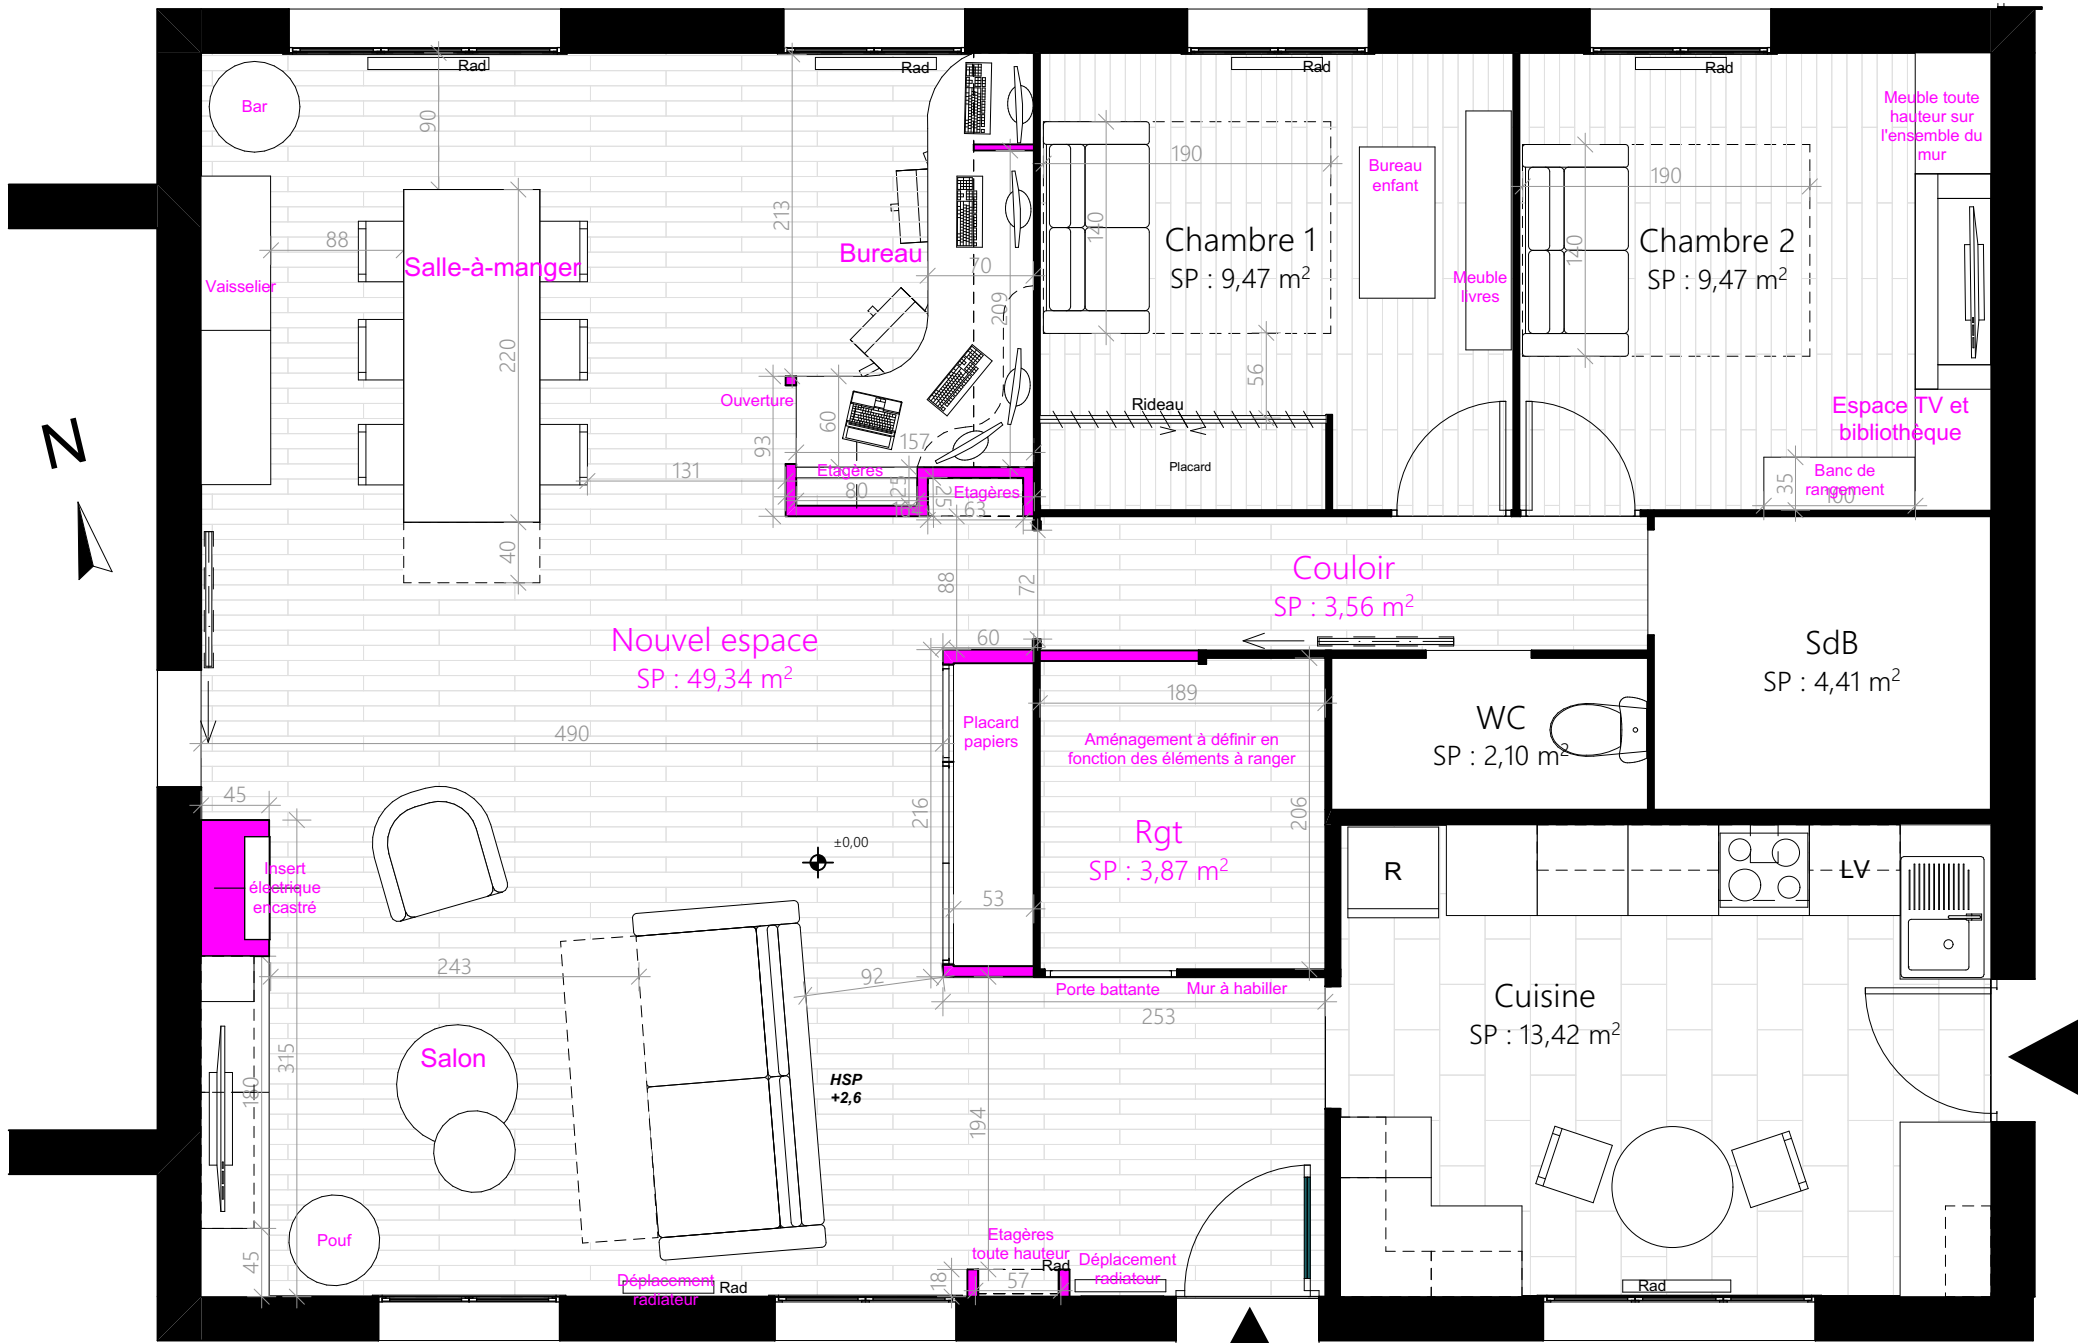 Rad
Rad
Rad
Rad
Bar
90
213
Meuble toute
hauteur sur
l'ensemble du
mur
190
Bureau
enfant
190
88
Salle-à-manger
Bureau
70
140
Chambre 1
SP : 9,47 m²
140
Chambre 2
SP : 9,47 m²
Vaisselier
Meuble
livres
209
220
56
N
Ouverture
Rideau
Espace TV et
bibliothèque
93
60
157
Placard
131
Etagères
80
25
Etagères
25
164
63
Banc de
rangement
35
100
40
88
72
Couloir
SP : 3,56 m²
Nouvel espace
SP : 49,34 m²
60
SdB
SP : 4,41 m²
189
490
Placard
papiers
Aménagement à définir en
fonction des éléments à ranger
WC
SP : 2,10 m²
45
216
206
±0,00
Rgt
SP : 3,87 m²
Insert
électrique
encastré
R
LV
53
243
92
Porte battante
Mur à habiller
253
Cuisine
SP : 13,42 m²
315
Salon
180
HSP
+2,6
194
Pouf
45
Etagères
toute hauteur
Rad
Déplacement
radiateur
18
57
Déplacement
radiateur
Rad
Rad